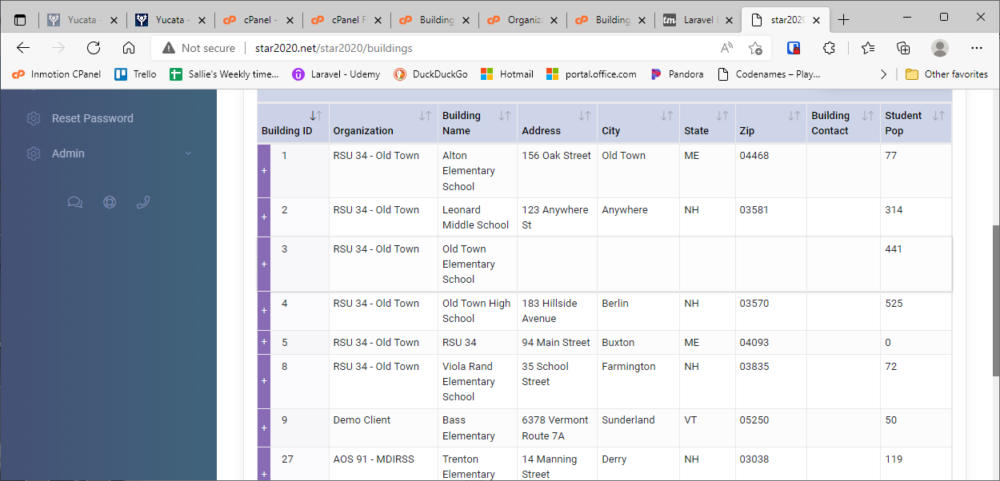 Yucata -
Yucata -
cPanel -
cPanel F
Building
Organiza
Building
Laravel
star2020
Not secure
star2020.net/star2020/buildings
Inmotion CPanel
Trello
Sallie's Weekly time...
Laravel - Udemy
DuckDuckGo
Hotmail
portal.office.com
Pandora
Codenames – Play...
Other favorites
Reset Password
Admin
Building ID
Organization
Building
Name
Address
City
State
Zip
Building
Contact
Student
Pop
+
1
RSU 34 - Old Town
Alton
Elementary
School
156 Oak Street
Old Town
ME
04468
77
+
2
RSU 34 - Old Town
Leonard
Middle School
123 Anywhere
St
Anywhere
NH
03581
314
+
3
RSU 34 - Old Town
Old Town
Elementary
School
441
+
4
RSU 34 - Old Town
Old Town High
School
183 Hillside
Avenue
Berlin
NH
03570
525
+
5
RSU 34 - Old Town
RSU 34
94 Main Street
Buxton
ME
04093
0
+
8
RSU 34 - Old Town
Viola Rand
Elementary
School
35 School
Street
Farmington
NH
03835
72
+
9
Demo Client
Bass
Elementary
6378 Vermont
Route 7A
Sunderland
VT
05250
50
+
27
AOS 91 - MDIRSS
Trenton
Elementary
14 Manning
Street
Derry
NH
03038
119